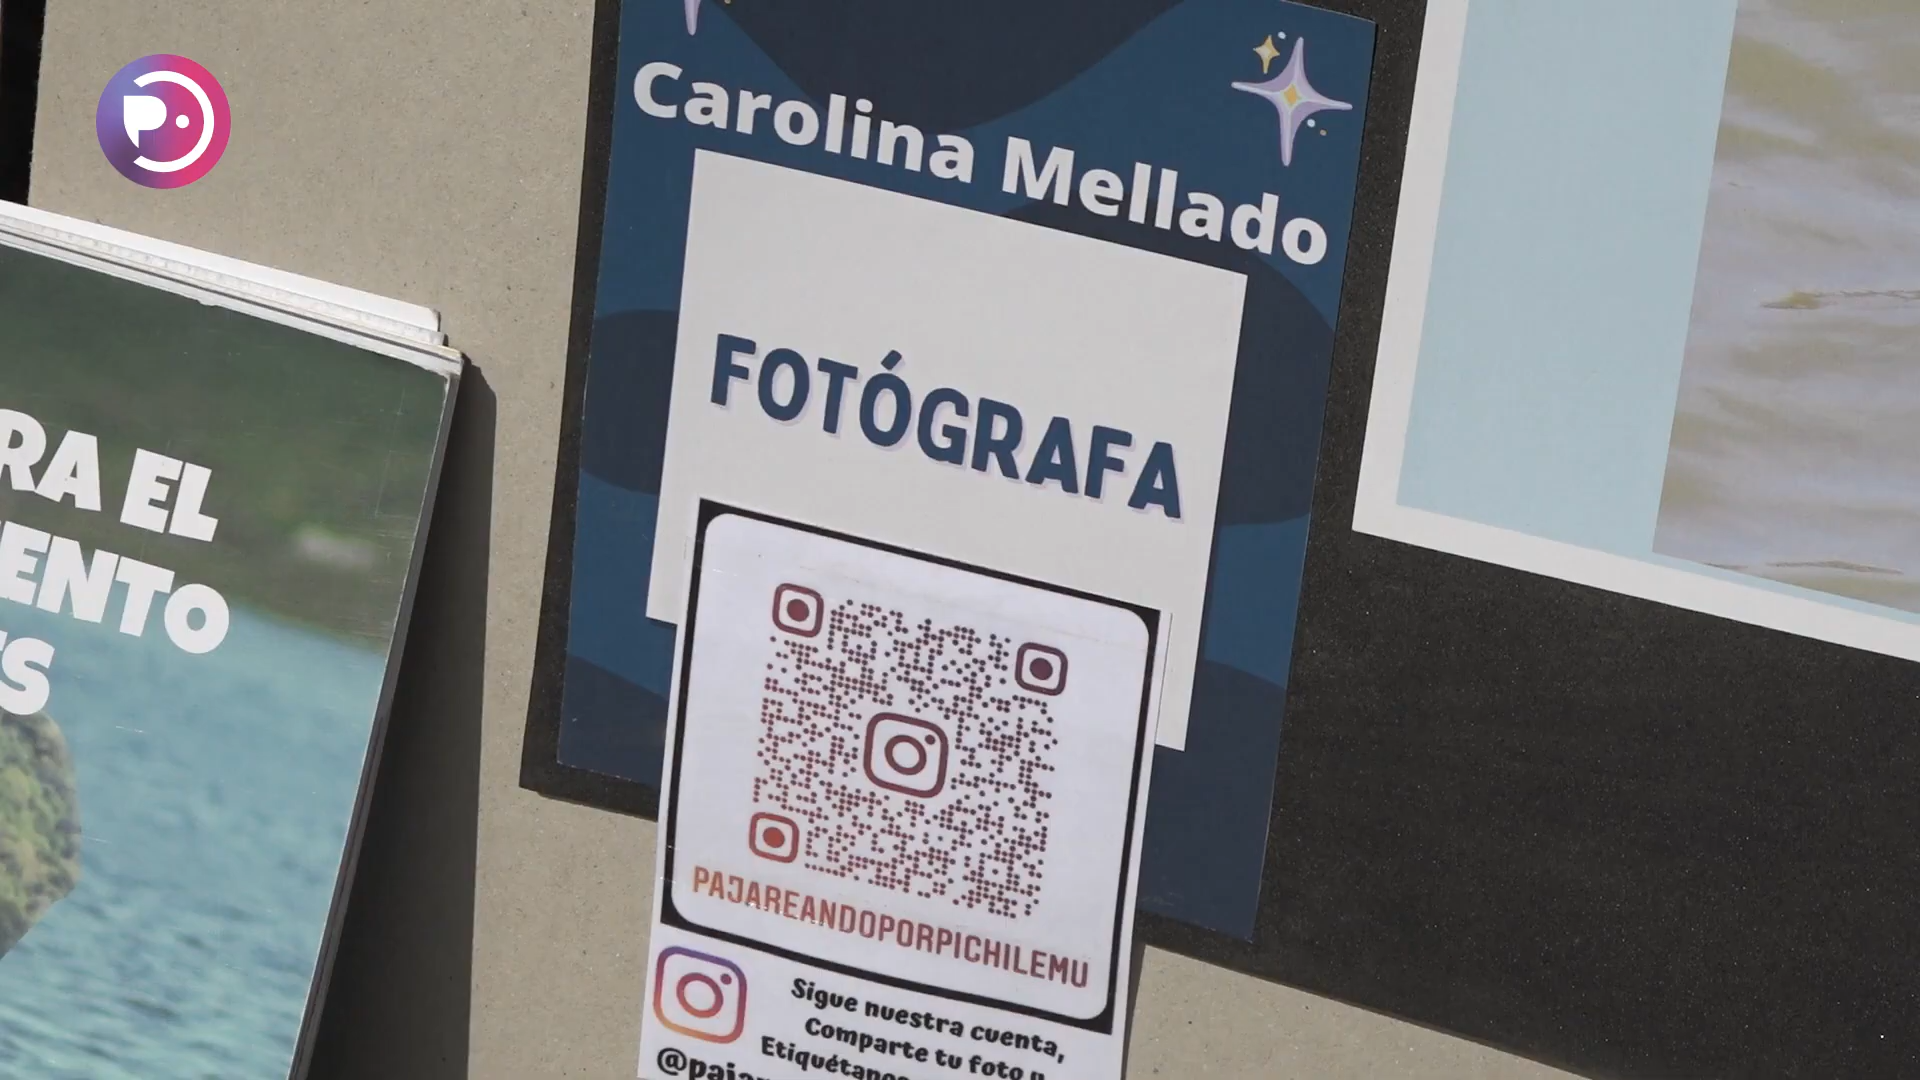 Carolina Mellado
FOTÓGRAFA
PAJAREANDOPORPICHILEMU
Sigue nuestra cuenta,
Comparte tu foto y
RA EL
ENTO
S